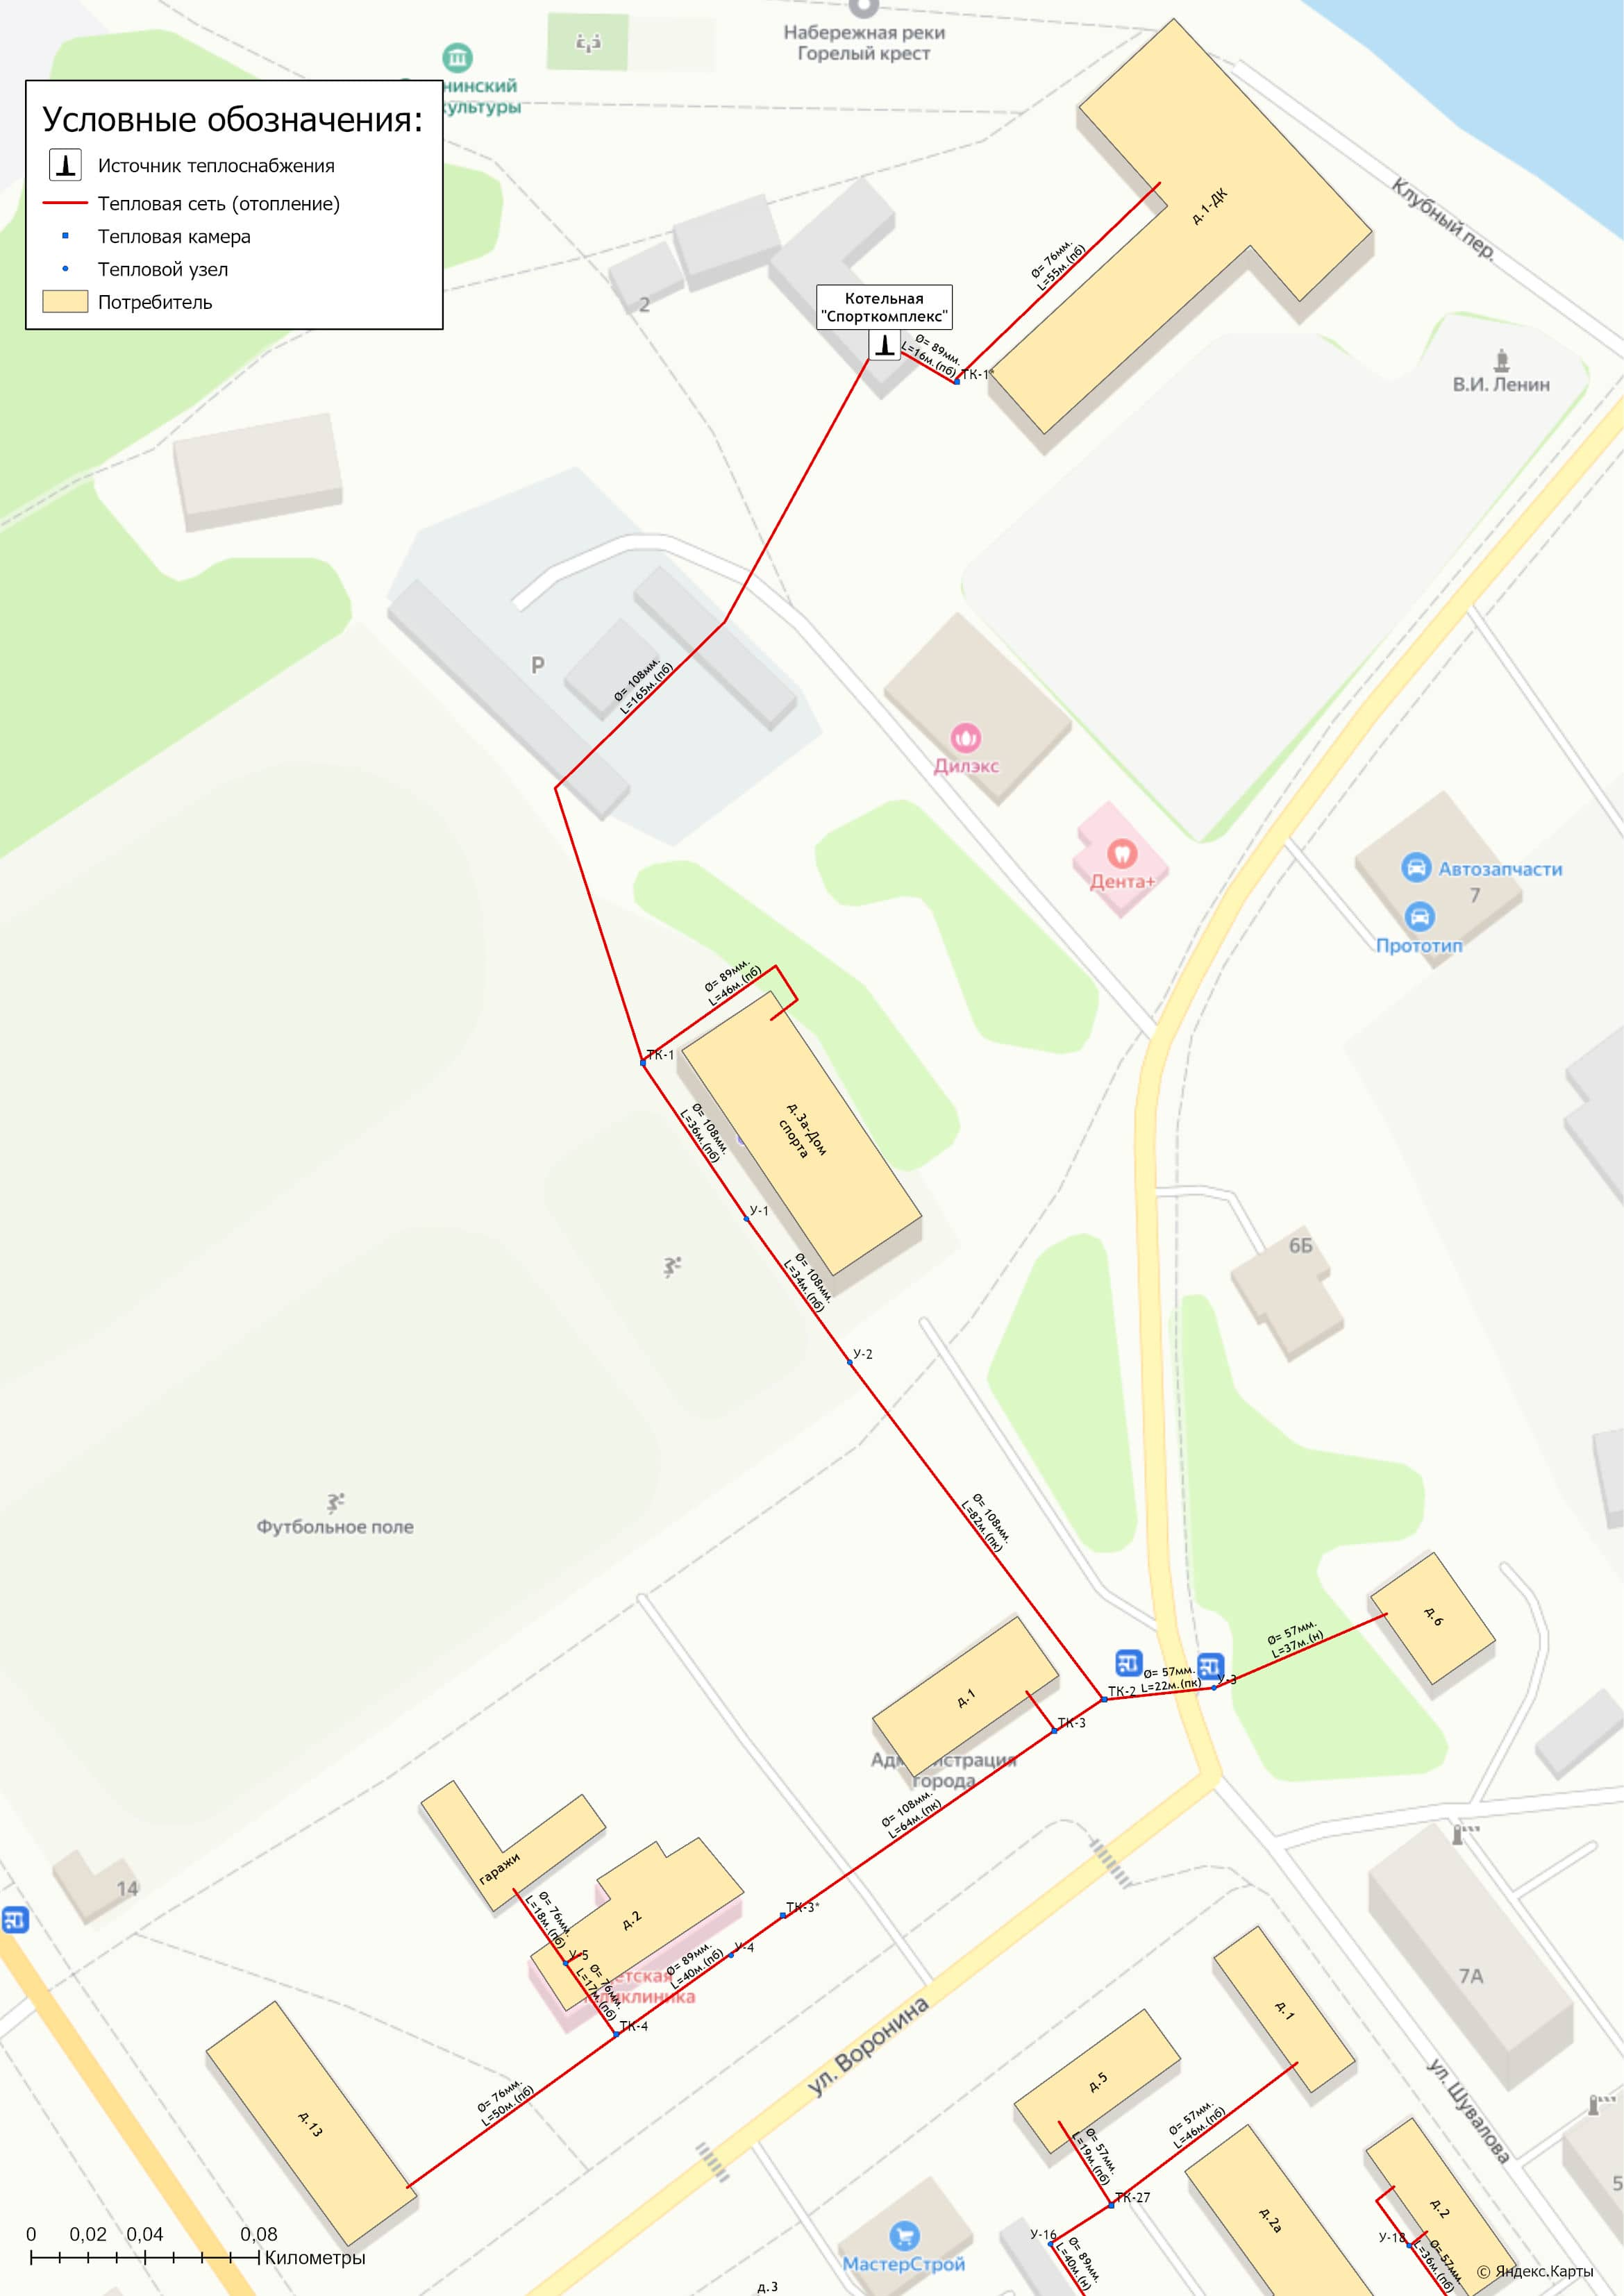 Набережная реки
Горелый крест
нинский
культуры
Условные обозначения:
Источник теплоснабжения
Тепловая сеть (отопление)
Тепловая камера
Тепловой узел
Потребитель
Клубный пер.
д.1-ДК
Ø= 76мм.
L=55м.(пб)
2
Котельная
"Спорткомплекс"
Ø= 89мм.
L=16м.(пб)
ТК-1'
В.И. Ленин
P
Ø= 108мм.
L=165м.(пб)
Дилэкс
Дента+
Автозапчасти
7
Прототип
Ø= 89мм.
L=46м.(пб)
ТК-1
Ø= 108мм.
L=36м.(пб)
д.3а-Дом
спорта
У-1
Ø= 108мм.
L=34м.(пб)
6Б
У-2
Футбольное поле
Ø= 108мм.
L=82м.(пк)
д.6
Ø= 57мм.
L=37м.(н)
Ø= 57мм.
L=22м.(пк)
У-3
ТК-2
д.1
ТК-3
Администрация
города
Ø= 108мм.
L=64м.(пк)
гаражи
14
Ø= 76мм.
L=18м.(пб)
д.2
ТК-3*
У-4
Ø= 89мм.
L=40м.(пб)
У-5
Ø= 76мм.
L=17м.(пб)
етская
поликлиника
ТК-4
7А
ул. Воронина
д.1
д.5
ул. Шувалова
Ø= 76мм.
L=50м.(пб)
д.13
Ø= 57мм.
L=46м.(пб)
Ø= 57мм.
L=19м.(пб)
ТК-27
У-16
Ø= 89мм.
L=40м.(н)
д.2а
д.2
У-18
Ø= 57мм.
L=36м.(пб)
5
0 0,02 0,04 0,08
Километры
МастерСтрой
д.3
© Яндекс.Карты